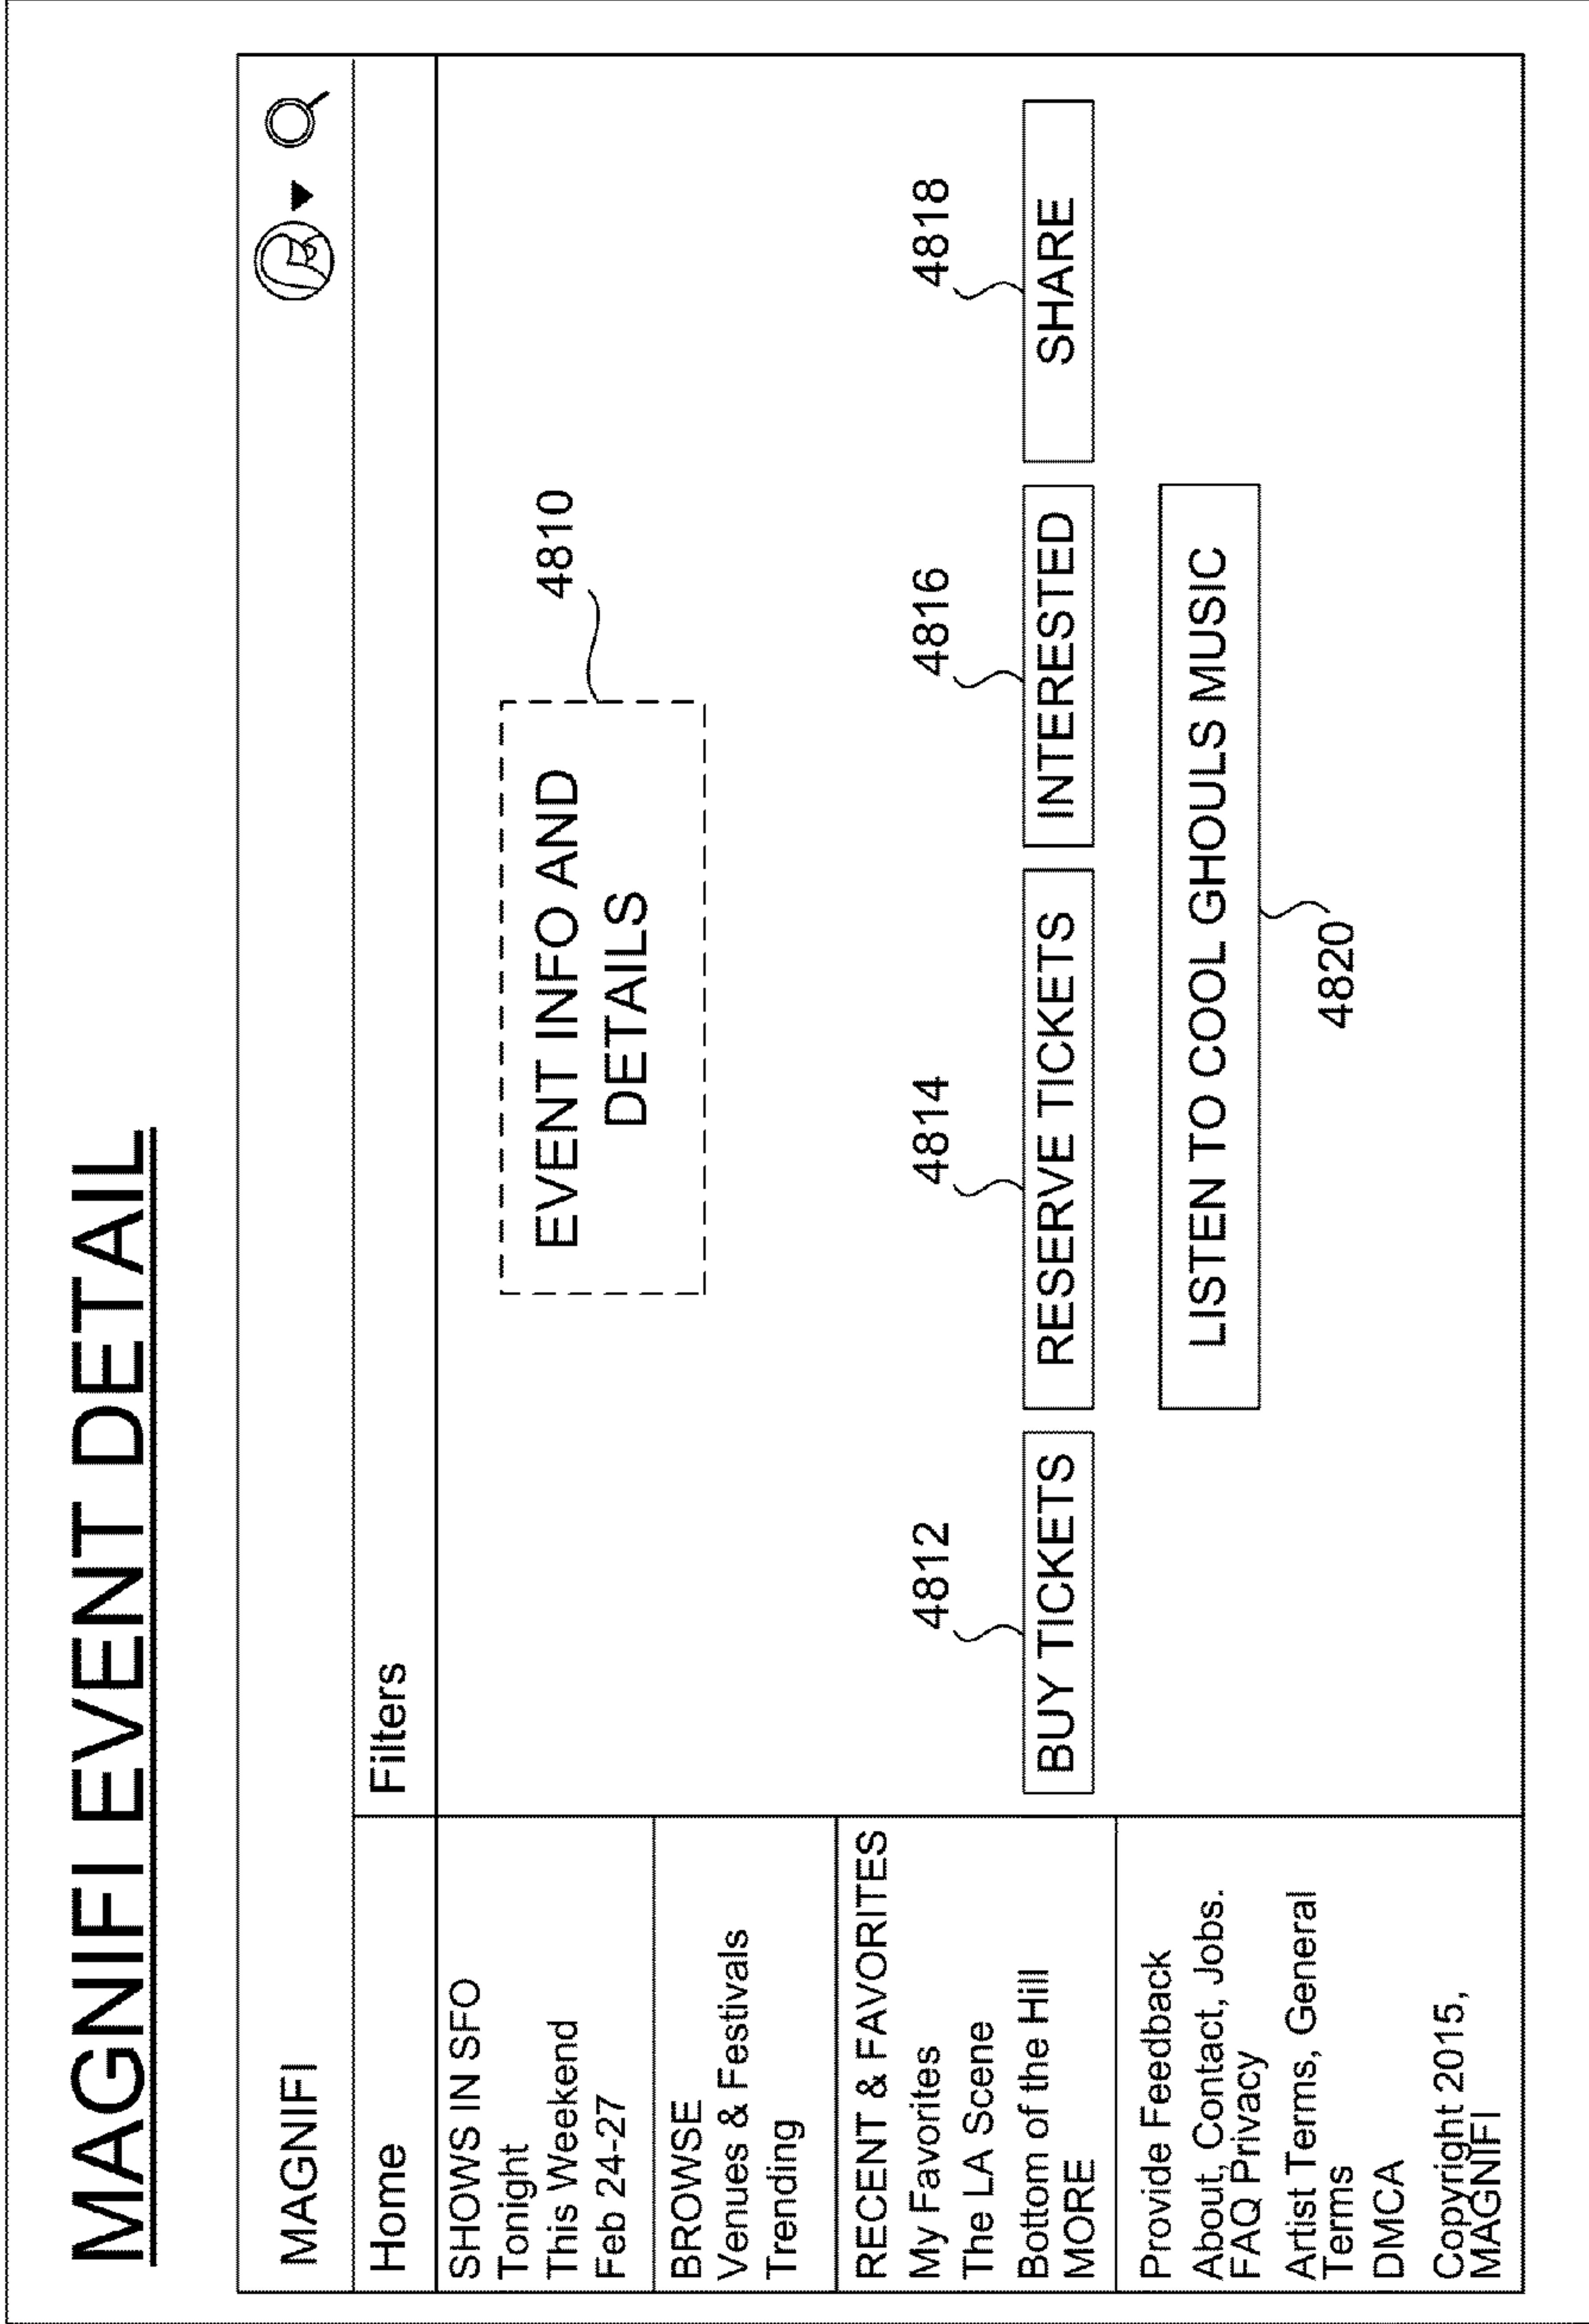 MAGNIFI EVENT DETAIL
MAGNIFI
Home
Filters
SHOWS IN SFO
Tonight
This Weekend
Feb 24-27
BROWSE
Venues & Festivals
Trending
RECENT & FAVORITES
My Favorites
The LA Scene
Bottom of the Hill
MORE
Provide Feedback
About, Contact, Jobs.
FAQ Privacy
Artist Terms, General
Terms
DMCA
Copyright 2015,
MAGNIFI
EVENT INFO AND
DETAILS
4810
4812
4814
4816
4818
BUY TICKETS
RESERVE TICKETS
INTERESTED
SHARE
LISTEN TO COOL GHOULS MUSIC
4820